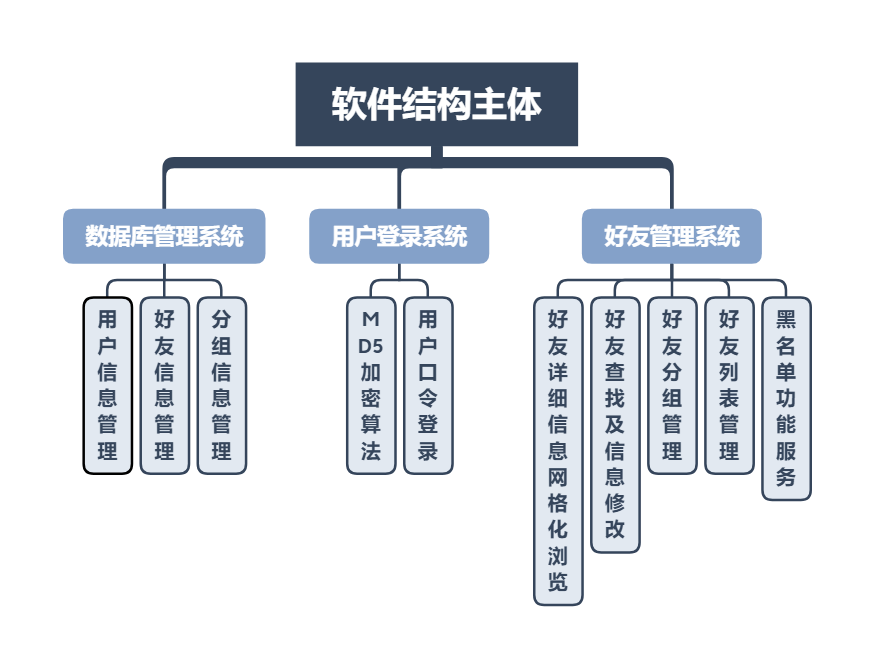 软件结构主体
数据库管理系统
用户登录系统
好友管理系统
用户信息管理
好友信息管理
分组信息管理
MD5加密算法
用户口令登录
好友详细信息网格化浏览
好友查找及信息修改
好友分组管理
好友列表管理
黑名单功能服务